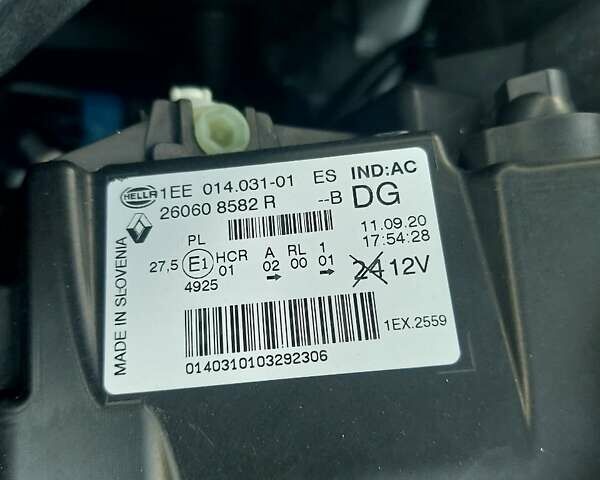 HELLA 1EE 014.031-01 ES IND:AC
26060 8582 R --B DG
11.09.20
17:54:28
PL
27,5 E1 HCR A RL 1
01 02 00 01
4925
24 12V
1EX.2559
0140310103292306
MADE IN SLOVENIA